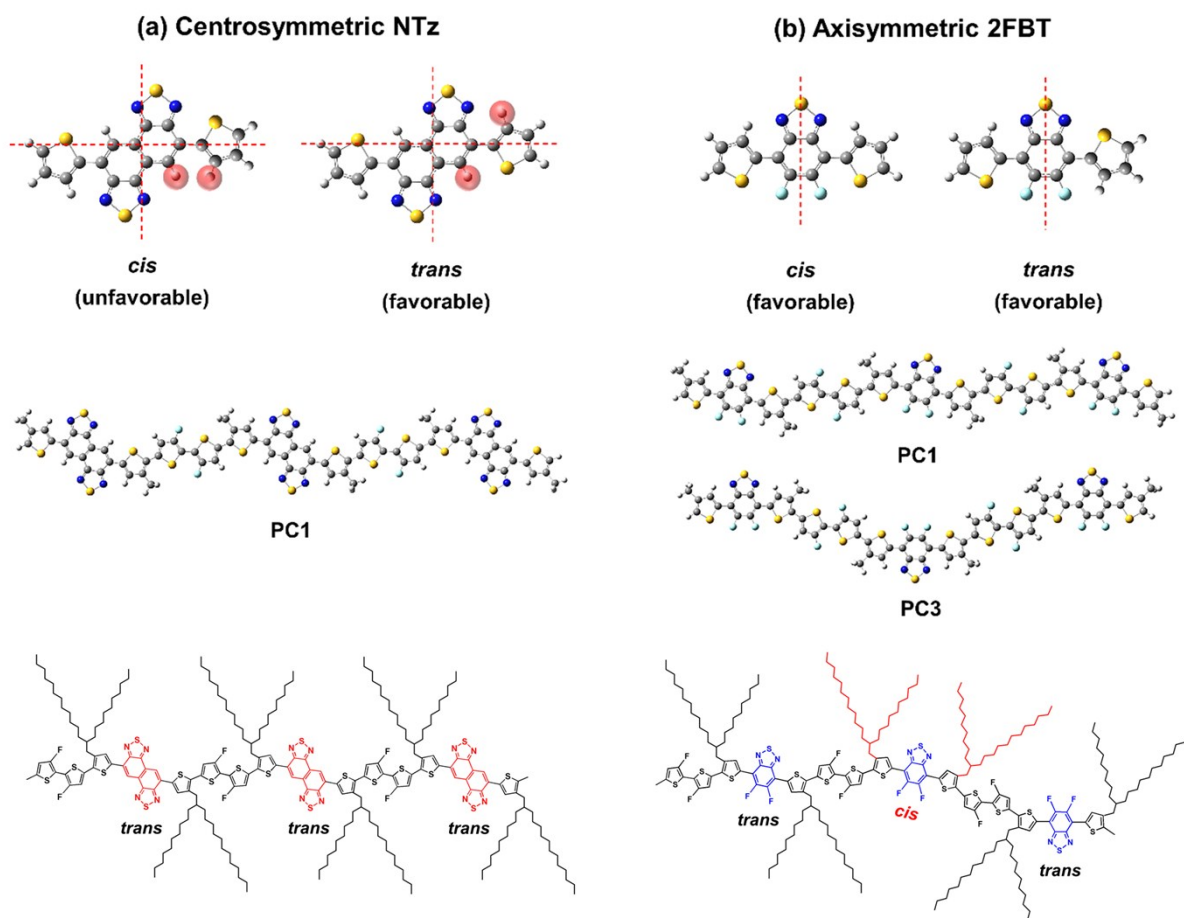 (a) Centrosymmetric NTz
(b) Axisymmetric 2FBT
cis
(unfavorable)
trans
(favorable)
cis
(favorable)
trans
(favorable)
PC1
PC1
PC3
F S N N S S F N S N S
F S N N S S F N S N S
F S N N S S F N S N S
trans
trans
trans
F S S F S N S N F F S
trans
F S S F S N S N F F S
cis
F S S F S F F N S N S
trans